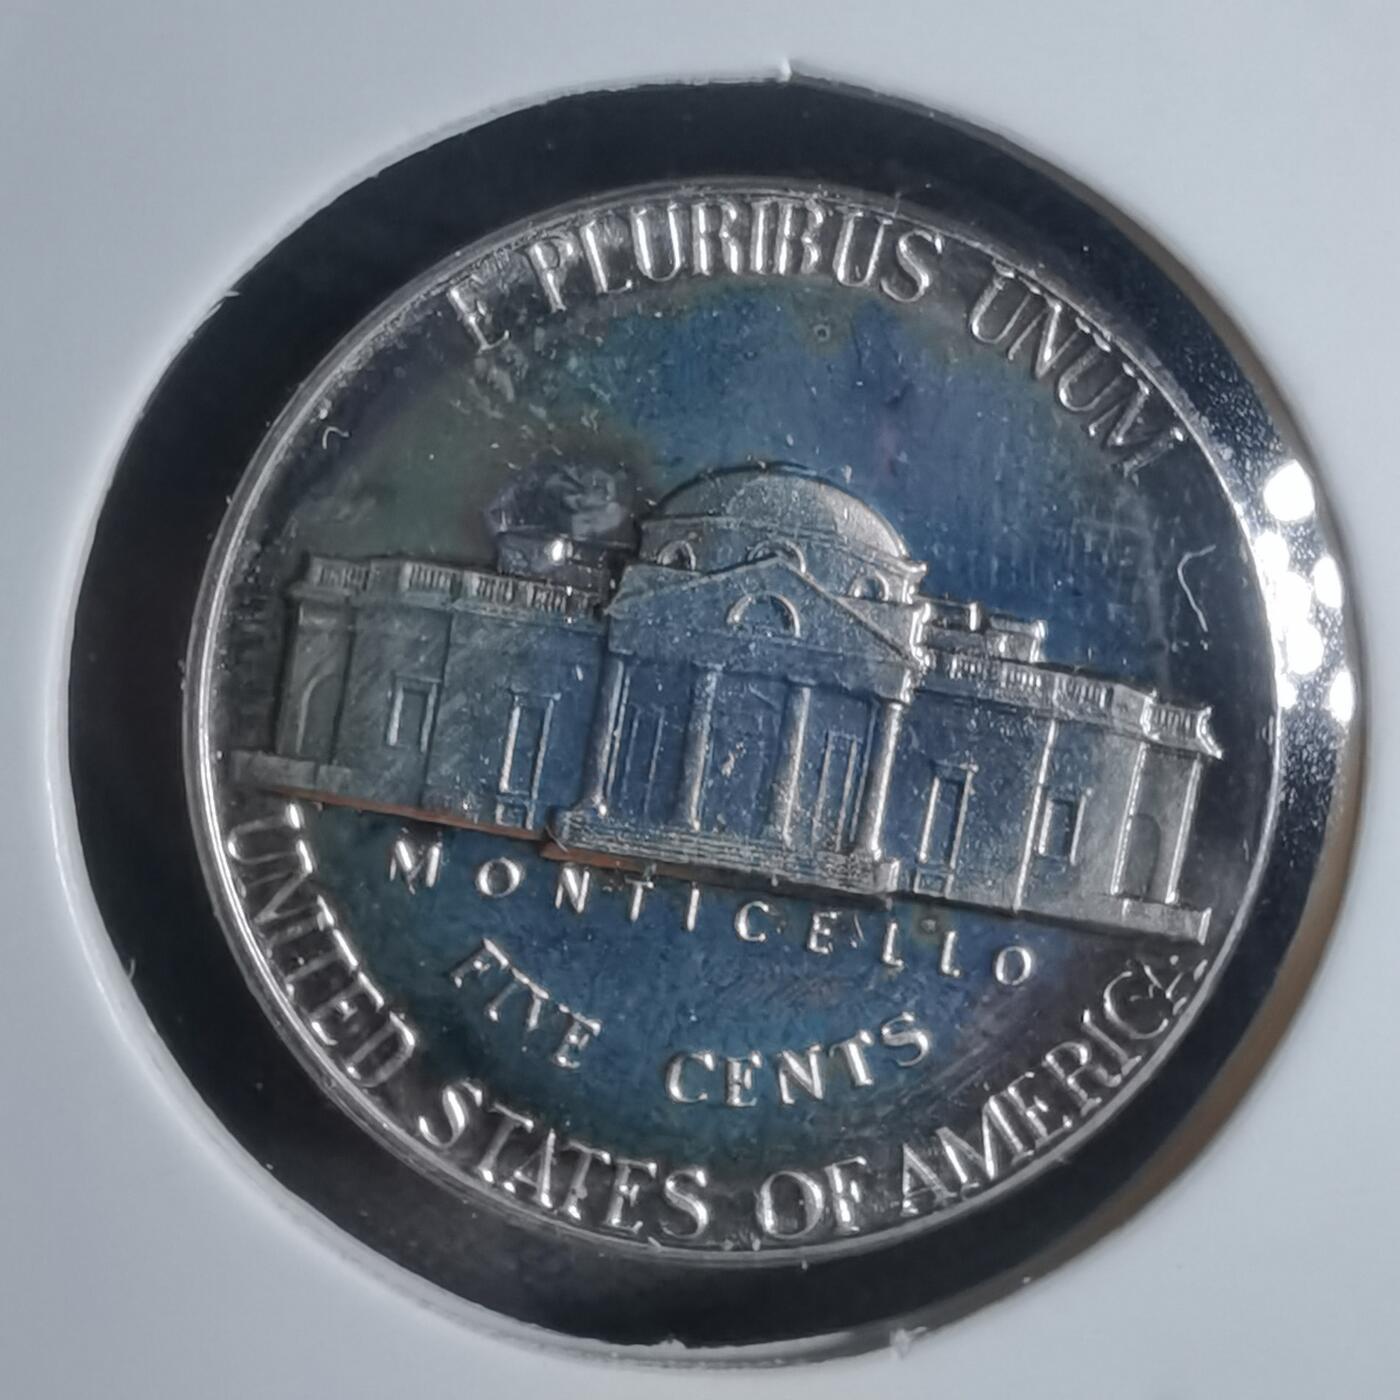 E PLURIBUS UNUM
MONTICELLO
FIVE CENTS
UNITED STATES OF AMERICA